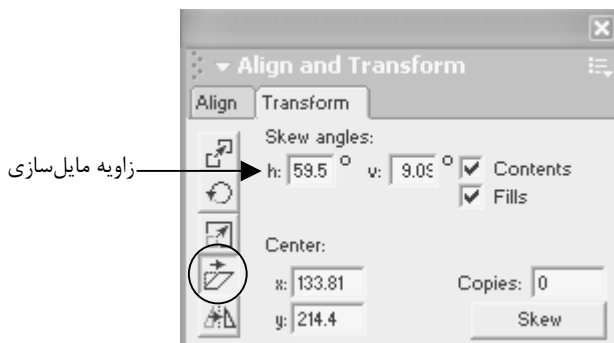 Align and Transform
Align Transform
Skew angles:
زاویه مایل‌سازی
h: 59.5 ° v: 9.09 ° Contents
Fills
Center:
x: 133.81 Copies: 0
y: 214.4 Skew